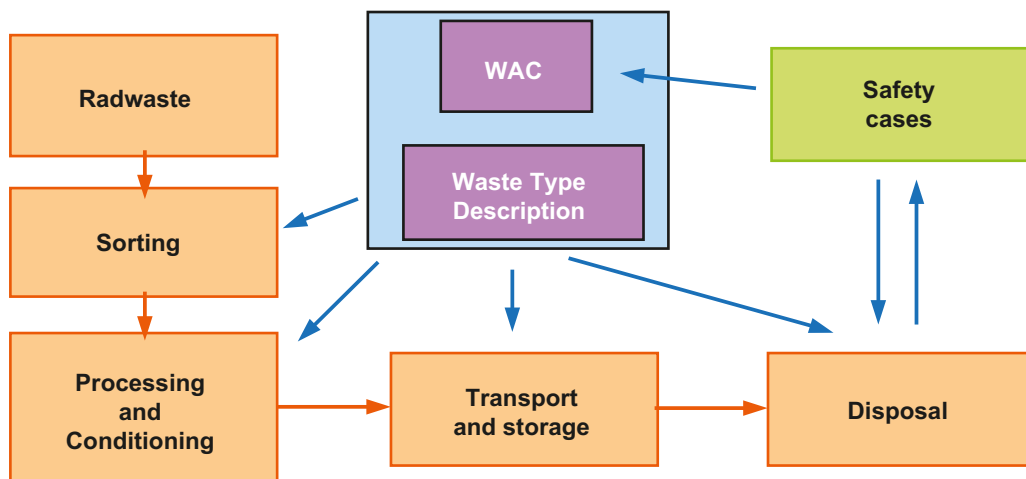 WAC
Radwaste
Safety
cases
Waste Type
Description
Sorting
Processing
and
Conditioning
Transport
and storage
Disposal